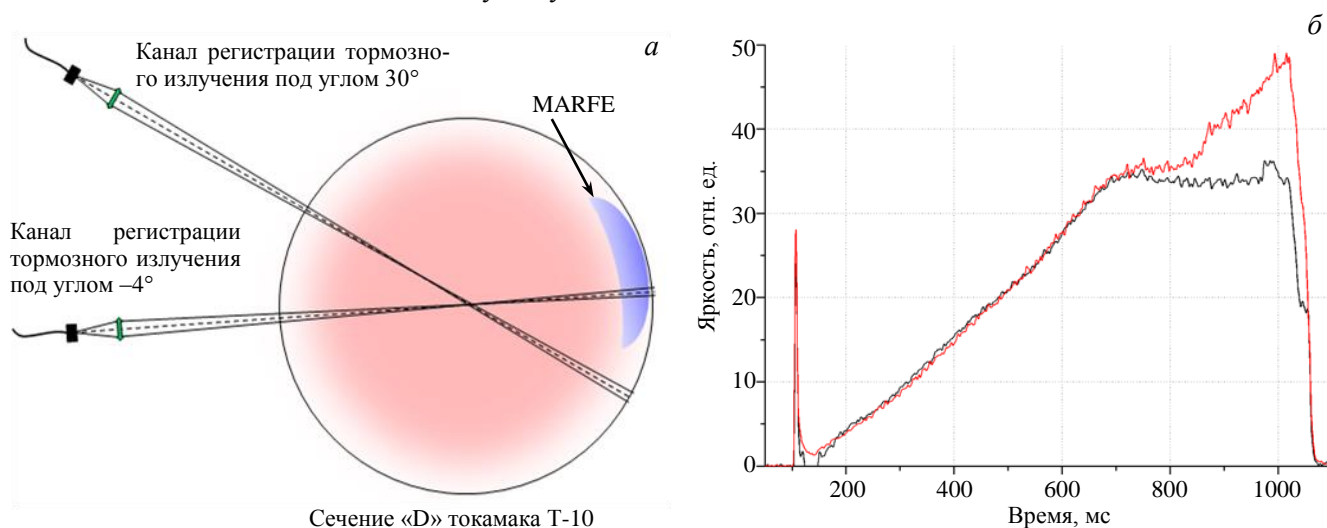 а
Канал регистрации тормозно-
го излучения под углом 30°
MARFE
Канал регистрации
тормозного излучения
под углом –4°
Сечение «D» токамака Т-10
б
Яркость, отн. ед.
50
40
30
20
10
0
200 400 600 800 1000
Время, мс